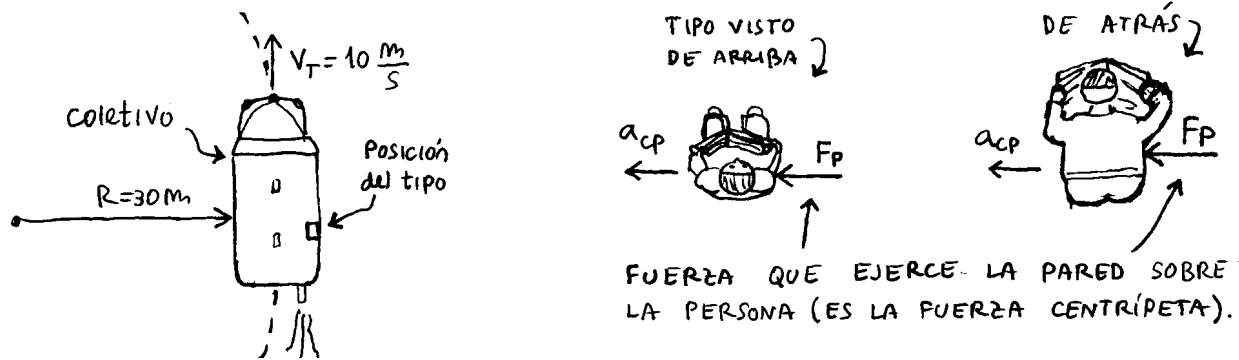 V_T = 10 m/s
coletivo
R=30m
Posición
del tipo
TIPO VISTO
DE ARRIBA
a_cp
F_P
DE ATRÁS
a_cp
F_P
FUERZA QUE EJERCE LA PARED SOBRE
LA PERSONA (ES LA FUERZA CENTRÍPETA).